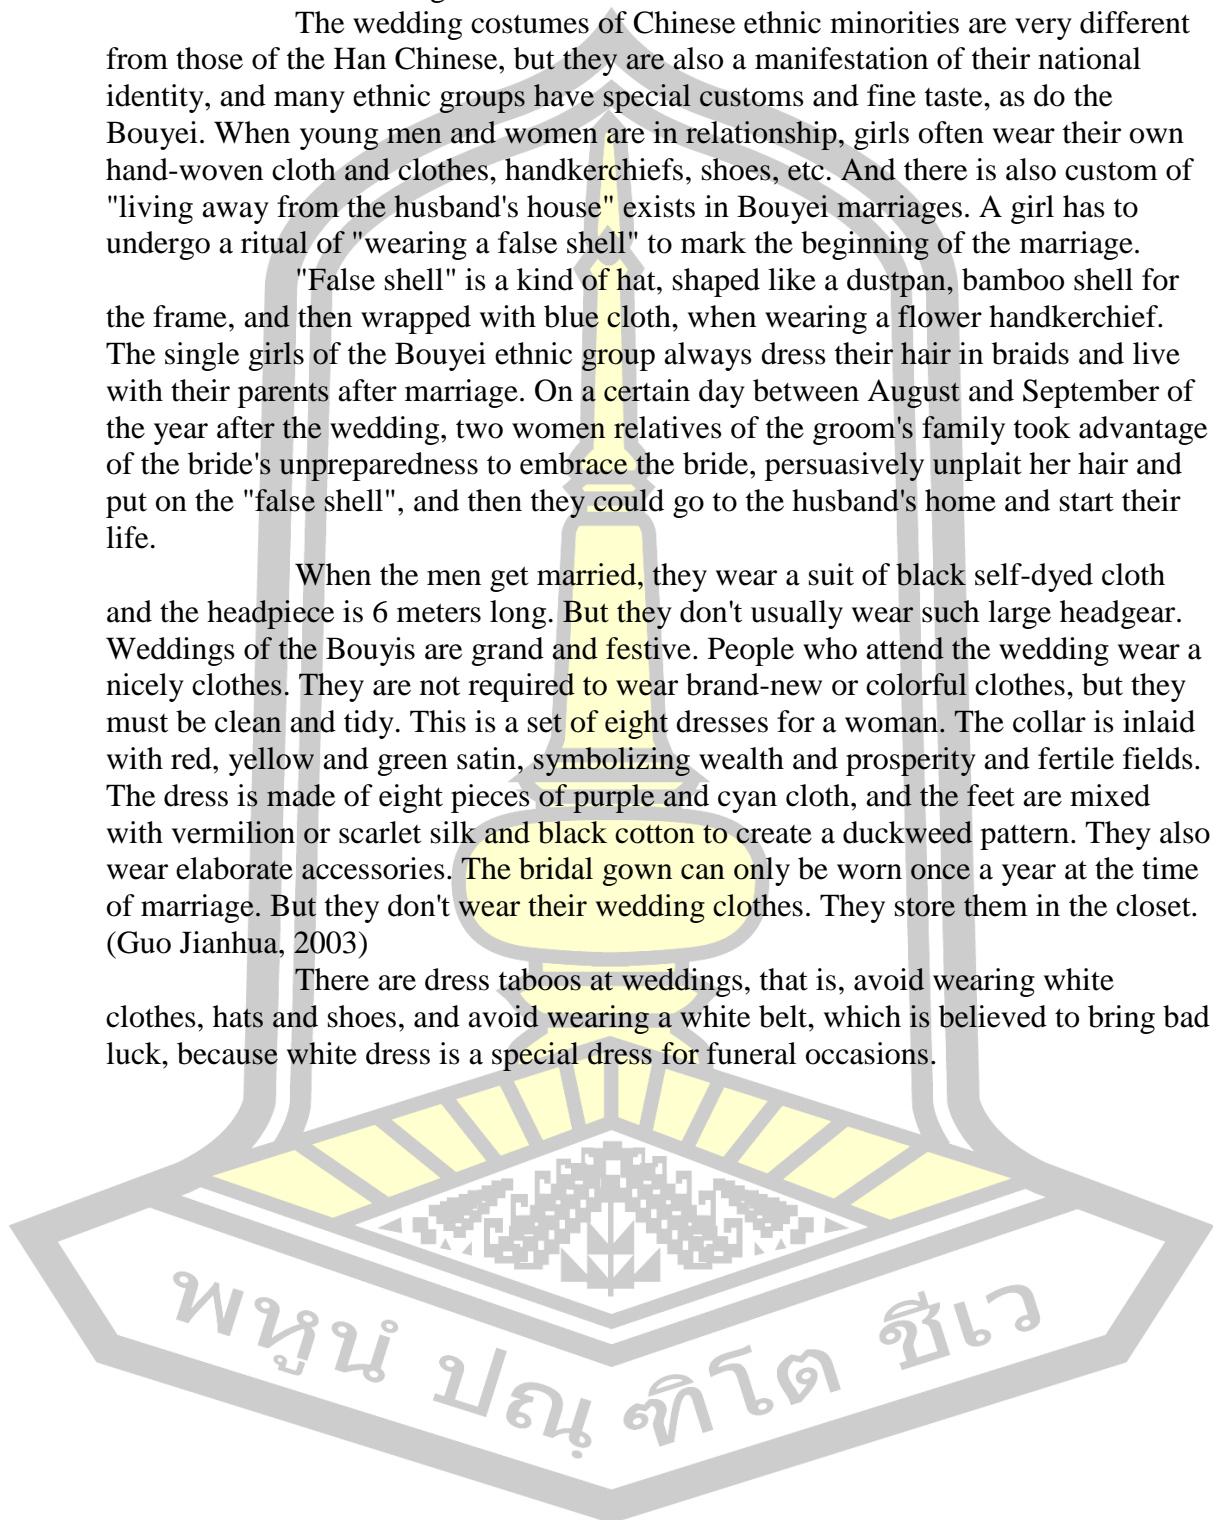 The wedding costumes of Chinese ethnic minorities are very different
from those of the Han Chinese, but they are also a manifestation of their national
identity, and many ethnic groups have special customs and fine taste, as do the
Bouyei. When young men and women are in relationship, girls often wear their own
hand-woven cloth and clothes, handkerchiefs, shoes, etc. And there is also custom of
"living away from the husband's house" exists in Bouyei marriages. A girl has to
undergo a ritual of "wearing a false shell" to mark the beginning of the marriage.
"False shell" is a kind of hat, shaped like a dustpan, bamboo shell for
the frame, and then wrapped with blue cloth, when wearing a flower handkerchief.
The single girls of the Bouyei ethnic group always dress their hair in braids and live
with their parents after marriage. On a certain day between August and September of
the year after the wedding, two women relatives of the groom's family took advantage
of the bride's unpreparedness to embrace the bride, persuasively unplait her hair and
put on the "false shell", and then they could go to the husband's home and start their
life.
When the men get married, they wear a suit of black self-dyed cloth
and the headpiece is 6 meters long. But they don't usually wear such large headgear.
Weddings of the Bouyis are grand and festive. People who attend the wedding wear a
nicely clothes. They are not required to wear brand-new or colorful clothes, but they
must be clean and tidy. This is a set of eight dresses for a woman. The collar is inlaid
with red, yellow and green satin, symbolizing wealth and prosperity and fertile fields.
The dress is made of eight pieces of purple and cyan cloth, and the feet are mixed
with vermilion or scarlet silk and black cotton to create a duckweed pattern. They also
wear elaborate accessories. The bridal gown can only be worn once a year at the time
of marriage. But they don't wear their wedding clothes. They store them in the closet.
(Guo Jianhua, 2003)
There are dress taboos at weddings, that is, avoid wearing white
clothes, hats and shoes, and avoid wearing a white belt, which is believed to bring bad
luck, because white dress is a special dress for funeral occasions.
พหูนํ ปณฺฑิโต ชีเว